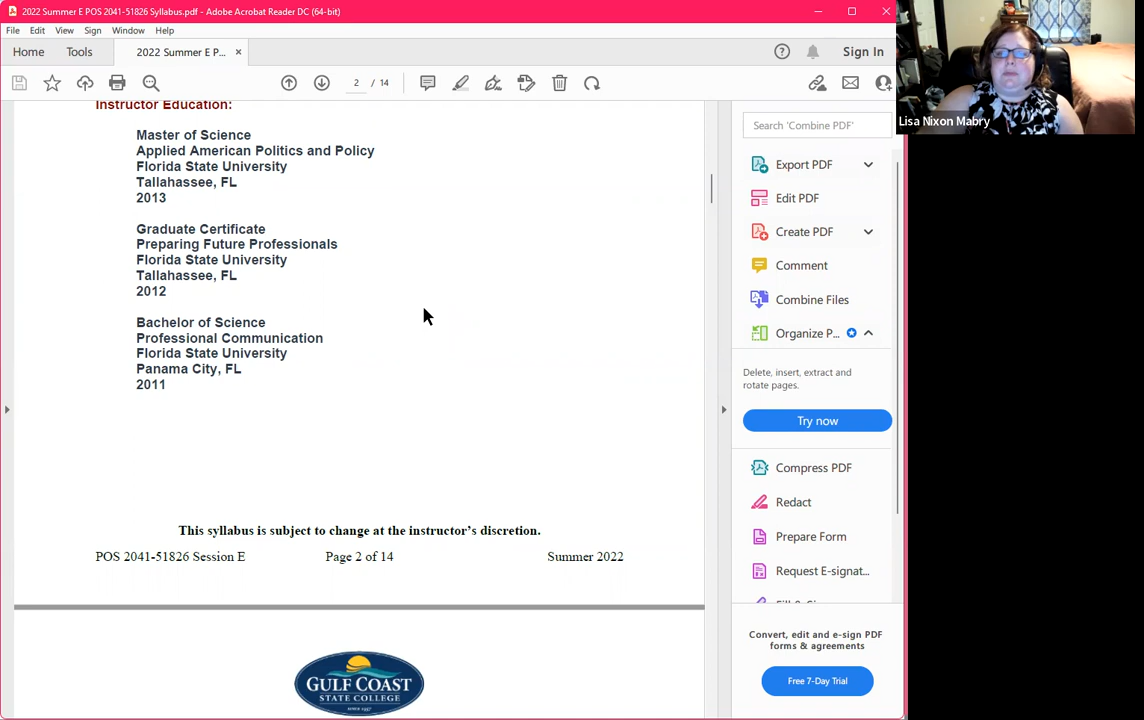 2022 Summer E POS 2041-51826 Syllabus.pdf - Adobe Acrobat Reader DC (64-bit)
File Edit View Sign Window Help
Home Tools 2022 Summer E P... × Sign In
2 / 14
Lisa Nixon Mabry
Instructor Education:
Master of Science
Applied American Politics and Policy
Florida State University
Tallahassee, FL
2013
Graduate Certificate
Preparing Future Professionals
Florida State University
Tallahassee, FL
2012
Bachelor of Science
Professional Communication
Florida State University
Panama City, FL
2011
This syllabus is subject to change at the instructor's discretion.
POS 2041-51826 Session E Page 2 of 14 Summer 2022
GULF COAST
STATE COLLEGE
SINCE 1957
Search 'Combine PDF'
Export PDF
Edit PDF
Create PDF
Comment
Combine Files
Organize P...
Delete, insert, extract and
rotate pages.
Try now
Compress PDF
Redact
Prepare Form
Request E-signat...
Convert, edit and e-sign PDF
forms & agreements
Free 7-Day Trial